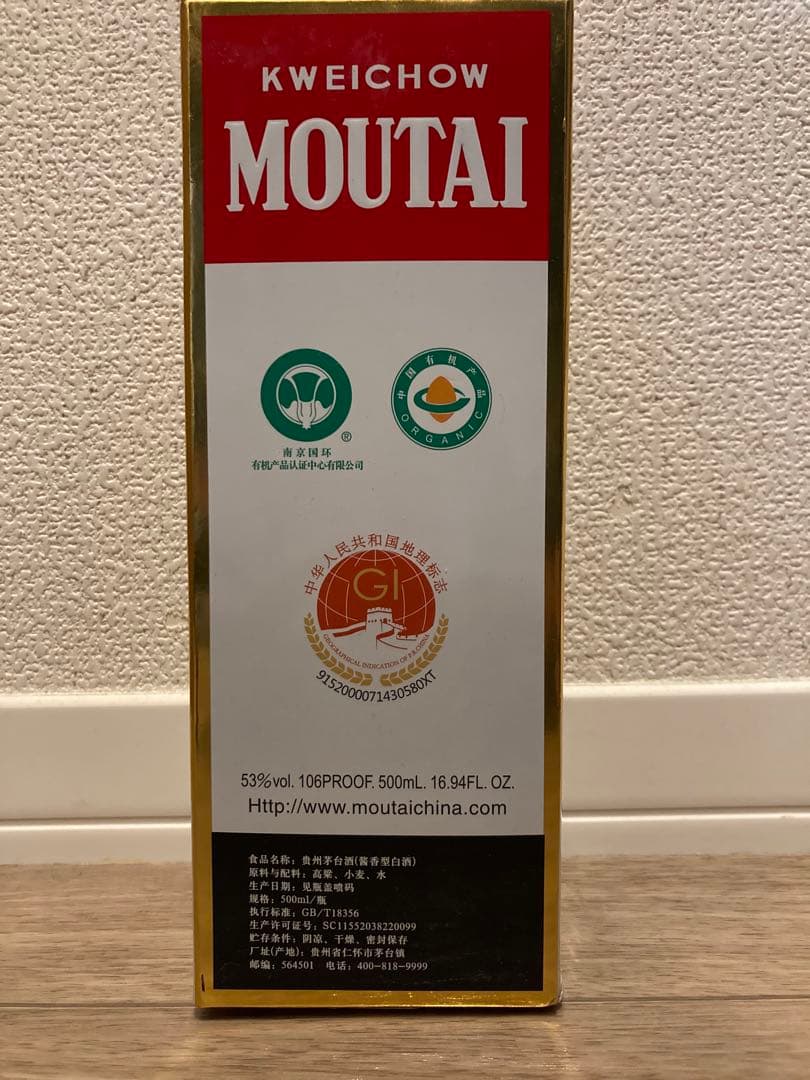 KWEICHOW
MOUTAI
中国有机产品
ORGANIC
®
南京国环
有机产品认证中心有限公司
中华人民共和国地理标志
GI
GEOGRAPHICAL INDICATION OF P.R.CHINA
9152000071430580XT
53%vol. 106PROOF. 500mL. 16.94FL. OZ.
Http://www.moutaichina.com
食品名称：贵州茅台酒(酱香型白酒)
原料与配料：高粱、小麦、水
生产日期：见瓶盖喷码
规格：500ml/瓶
执行标准：GB/T18356
生产许可证号：SC11552038220099
贮存条件：阴凉、干燥、密封保存
厂址(产地)：贵州省仁怀市茅台镇
邮编：564501 电话：400-818-9999